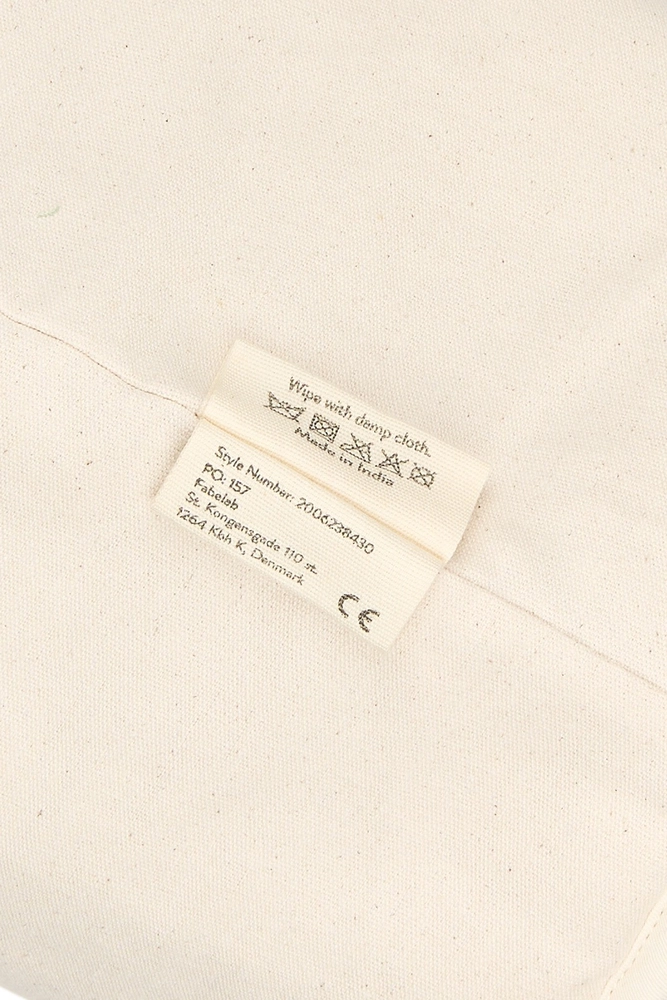 Wipe with damp cloth.
Made in India
Style Number: 2006238430
PO: 157
Fabelab
St. Kongensgade 110 st.
1264 Kbh K, Denmark
CE